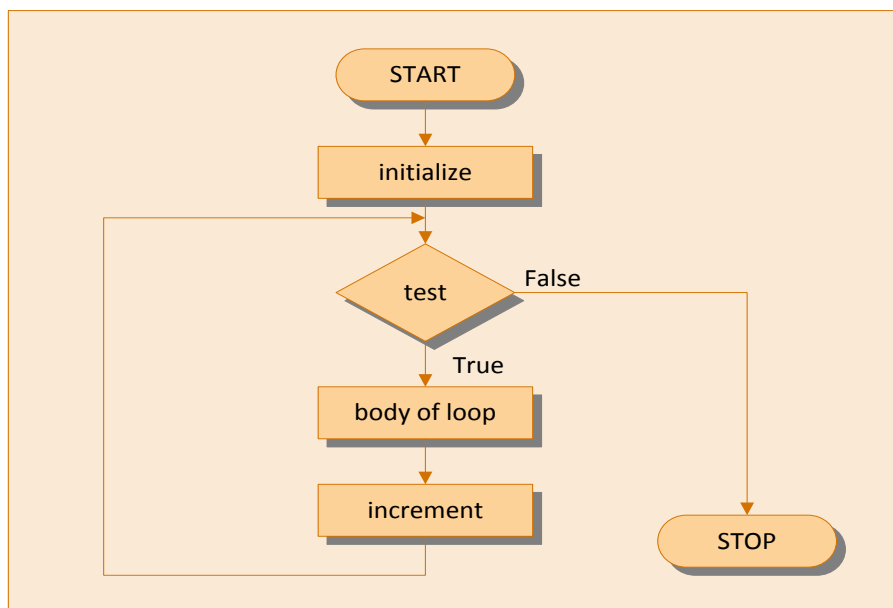 START
initialize
test
False
True
body of loop
increment
STOP